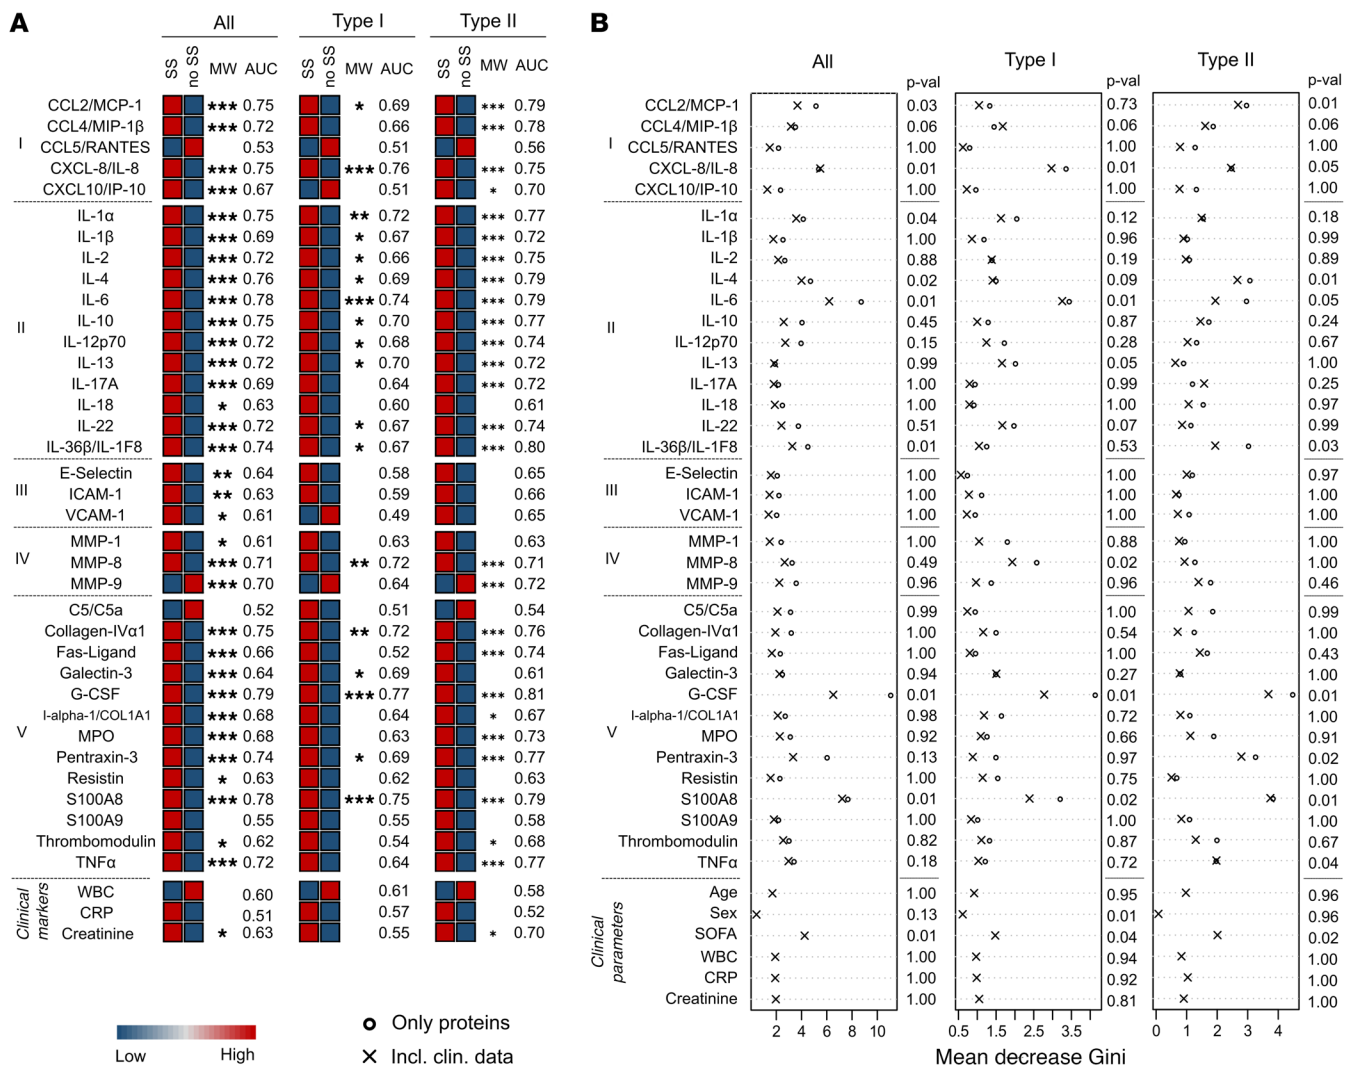 A
All Type I Type II
SS no SS MW AUC SS no SS MW AUC SS no SS MW AUC
I
CCL2/MCP-1 *** 0.75 * 0.69 *** 0.79
CCL4/MIP-1β *** 0.72 0.66 *** 0.78
CCL5/RANTES 0.53 0.51 0.56
CXCL-8/IL-8 *** 0.75 *** 0.76 *** 0.75
CXCL10/IP-10 *** 0.67 0.51 * 0.70
II
IL-1α *** 0.75 ** 0.72 *** 0.77
IL-1β *** 0.69 * 0.67 *** 0.72
IL-2 *** 0.72 * 0.66 *** 0.75
IL-4 *** 0.76 * 0.69 *** 0.79
IL-6 *** 0.78 *** 0.74 *** 0.79
IL-10 *** 0.75 * 0.70 *** 0.77
IL-12p70 *** 0.72 * 0.68 *** 0.74
IL-13 *** 0.72 * 0.70 *** 0.72
IL-17A *** 0.69 0.64 *** 0.72
IL-18 * 0.63 0.60 0.61
IL-22 *** 0.72 * 0.67 *** 0.74
IL-36β/IL-1F8 *** 0.74 * 0.67 *** 0.80
III
E-Selectin ** 0.64 0.58 0.65
ICAM-1 ** 0.63 0.59 0.66
VCAM-1 * 0.61 0.49 0.65
IV
MMP-1 * 0.61 0.63 0.63
MMP-8 *** 0.71 ** 0.72 *** 0.71
MMP-9 *** 0.70 0.64 *** 0.72
V
C5/C5a 0.52 0.51 0.54
Collagen-IVα1 *** 0.75 ** 0.72 *** 0.76
Fas-Ligand *** 0.66 0.52 *** 0.74
Galectin-3 *** 0.64 * 0.69 0.61
G-CSF *** 0.79 *** 0.77 *** 0.81
I-alpha-1/COL1A1 *** 0.68 0.64 * 0.67
MPO *** 0.68 0.63 *** 0.73
Pentraxin-3 *** 0.74 * 0.69 *** 0.77
Resistin * 0.63 0.62 0.63
S100A8 *** 0.78 *** 0.75 *** 0.79
S100A9 0.55 0.55 0.58
Thrombomodulin * 0.62 0.54 * 0.68
TNFα *** 0.72 0.64 *** 0.77
Clinical
markers
WBC 0.60 0.61 0.58
CRP 0.51 0.57 0.52
Creatinine * 0.63 0.55 * 0.70
Low High
Only proteins
Incl. clin. data
B
All Type I Type II
p-val p-val p-val
I
CCL2/MCP-1 0.03 0.73 0.01
CCL4/MIP-1β 0.06 0.06 0.06
CCL5/RANTES 1.00 1.00 1.00
CXCL-8/IL-8 0.01 0.01 0.05
CXCL10/IP-10 1.00 1.00 1.00
II
IL-1α 0.04 0.12 0.18
IL-1β 1.00 0.96 0.99
IL-2 0.88 0.19 0.89
IL-4 0.02 0.09 0.01
IL-6 0.01 0.01 0.05
IL-10 0.45 0.87 0.24
IL-12p70 0.15 0.28 0.67
IL-13 0.99 0.05 1.00
IL-17A 1.00 0.99 0.25
IL-18 1.00 1.00 0.97
IL-22 0.51 0.07 0.99
IL-36β/IL-1F8 0.01 0.53 0.03
III
E-Selectin 1.00 1.00 0.97
ICAM-1 1.00 1.00 1.00
VCAM-1 1.00 1.00 1.00
IV
MMP-1 1.00 0.88 1.00
MMP-8 0.49 0.02 1.00
MMP-9 0.96 0.96 0.46
V
C5/C5a 0.99 1.00 0.99
Collagen-IVα1 1.00 0.54 1.00
Fas-Ligand 1.00 1.00 0.43
Galectin-3 0.94 0.27 1.00
G-CSF 0.01 0.01 0.01
I-alpha-1/COL1A1 0.98 0.72 1.00
MPO 0.92 0.66 0.91
Pentraxin-3 0.13 0.97 0.02
Resistin 1.00 0.75 1.00
S100A8 0.01 0.02 0.01
S100A9 1.00 1.00 1.00
Thrombomodulin 0.82 0.87 0.67
TNFα 0.18 0.72 0.04
Clinical
parameters
Age 1.00 0.95 0.96
Sex 0.13 0.01 0.96
SOFA 0.01 0.04 0.02
WBC 1.00 0.94 1.00
CRP 1.00 0.92 1.00
Creatinine 1.00 0.81 1.00
2 4 6 8 10 0.5 1.5 2.5 3.5 0 1 2 3 4
Mean decrease Gini